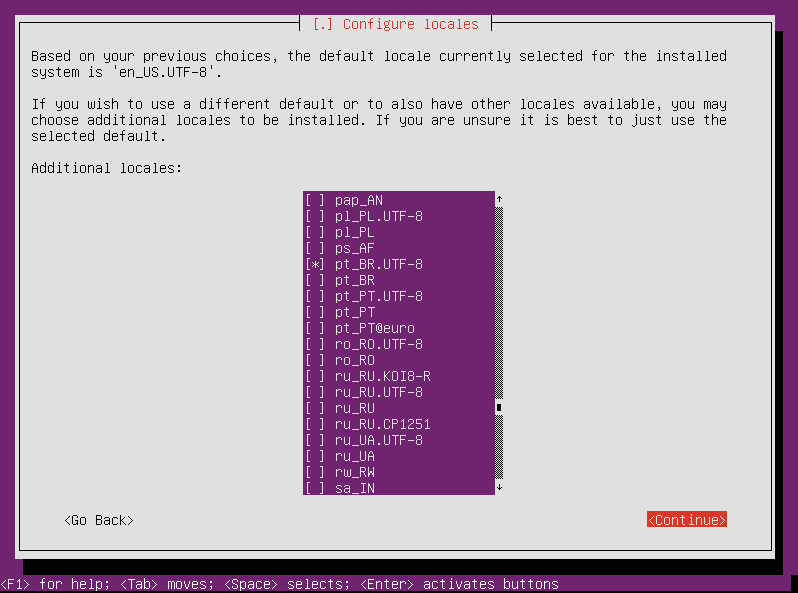 [.] Configure locales
Based on your previous choices, the default locale currently selected for the installed
system is 'en_US.UTF-8'.
If you wish to use a different default or to also have other locales available, you may
choose additional locales to be installed. If you are unsure it is best to just use the
selected default.
Additional locales:
[ ] pap_AN ↑
[ ] pl_PL.UTF-8
[ ] pl_PL
[ ] ps_AF
[*] pt_BR.UTF-8
[ ] pt_BR
[ ] pt_PT.UTF-8
[ ] pt_PT
[ ] pt_PT@euro
[ ] ro_RO.UTF-8
[ ] ro_RO
[ ] ru_RU.KOI8-R
[ ] ru_RU.UTF-8
[ ] ru_RU
[ ] ru_RU.CP1251
[ ] ru_UA.UTF-8
[ ] ru_UA
[ ] rw_RW
[ ] sa_IN ↓
<Go Back> <Continue>
<F1> for help; <Tab> moves; <Space> selects; <Enter> activates buttons